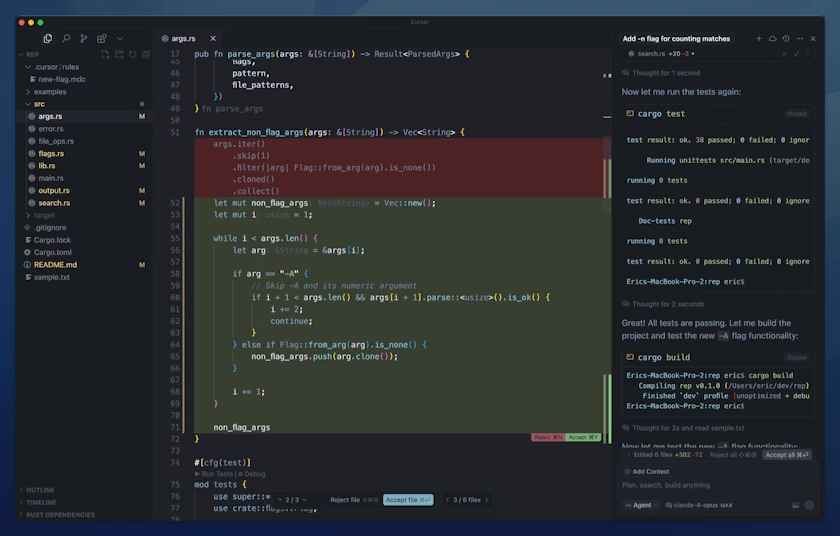 Cursor
REP
.cursor/rules
new-flag.mdc
examples
src
args.rs M
error.rs
file_ops.rs
flags.rs M
lib.rs M
main.rs
output.rs M
search.rs M
target
.gitignore
Cargo.lock
Cargo.toml
README.md M
sample.txt
OUTLINE
TIMELINE
RUST DEPENDENCIES
args.rs
17 pub fn parse_args(args: &[String]) -> Result<ParsedArgs> {
45 flags,
46 pattern,
47 file_patterns,
48 })
49 } fn parse_args
50
51 fn extract_non_flag_args(args: &[String]) -> Vec<String> {
args.iter()
.skip(1)
.filter(|arg| Flag::from_arg(arg).is_none())
.cloned()
.collect()
52 let mut non_flag_args: Vec<String> = Vec::new();
53 let mut i: usize = 1;
54
55 while i < args.len() {
56 let arg: &String = &args[i];
57
58 if arg == "-A" {
59 // Skip -A and its numeric argument
60 if i + 1 < args.len() && args[i + 1].parse::<usize>().is_ok() {
61 i += 2;
62 continue;
63 }
64 } else if Flag::from_arg(arg).is_none() {
65 non_flag_args.push(arg.clone());
66 }
67
68 i += 1;
69 }
70
71 non_flag_args
Reject ⌘N Accept ⌘Y
72 }
73
74 #[cfg(test)]
Run Tests | Debug
75 mod tests {
76 use super::*
77 use crate::flags::Flag;
78
2 / 3 Reject file Accept file 3 / 6 files
Add -n flag for counting matches
search.rs +20 -3
Thought for 1 second
Now let me run the tests again:
cargo test Output
test result: ok. 38 passed; 0 failed; 0 ignor
Running unittests src/main.rs (target/de
running 0 tests
test result: ok. 0 passed; 0 failed; 0 ignor
Doc-tests rep
running 0 tests
test result: ok. 0 passed; 0 failed; 0 ignor
Erics-MacBook-Pro-2:rep eric$
Thought for 2 seconds
Great! All tests are passing. Let me build the
project and test the new -A flag functionality:
cargo build Output
Erics-MacBook-Pro-2:rep eric$ cargo build
Compiling rep v0.1.0 (/Users/eric/dev/rep)
Finished `dev` profile [unoptimized + debu
Erics-MacBook-Pro-2:rep eric$
Thought for 2s and read sample.txt
Now let me test the new -A flag functionality:
Edited 6 files +382 -72 Reject all Accept all
Add Context
Plan, search, build anything
Agent claude-4-opus MAX